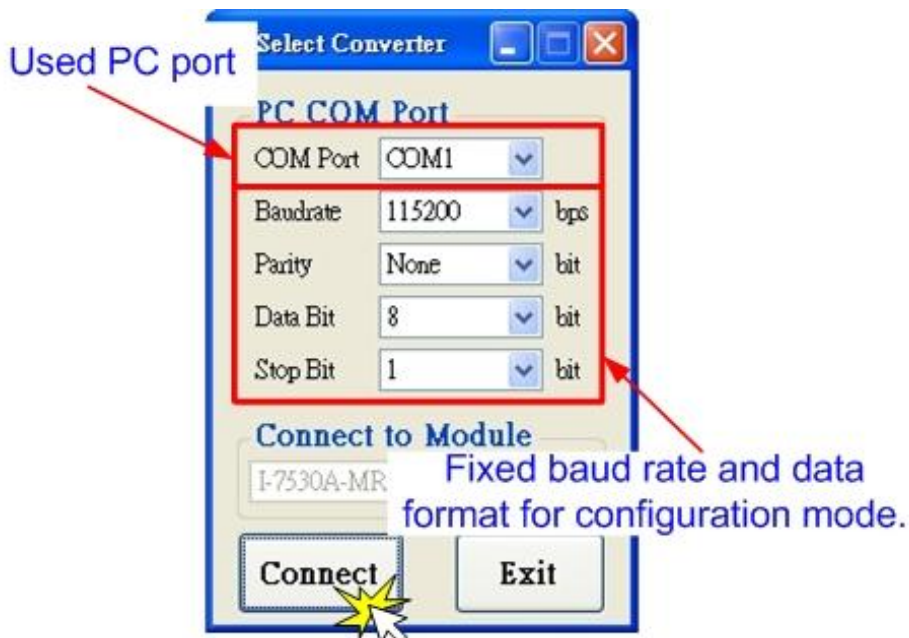 Select Converter
Used PC port
PC COM Port
COM Port COM1
Baudrate 115200 bps
Parity None bit
Data Bit 8 bit
Stop Bit 1 bit
Connect to Module
I-7530A-MR
Fixed baud rate and data
format for configuration mode.
Connect Exit